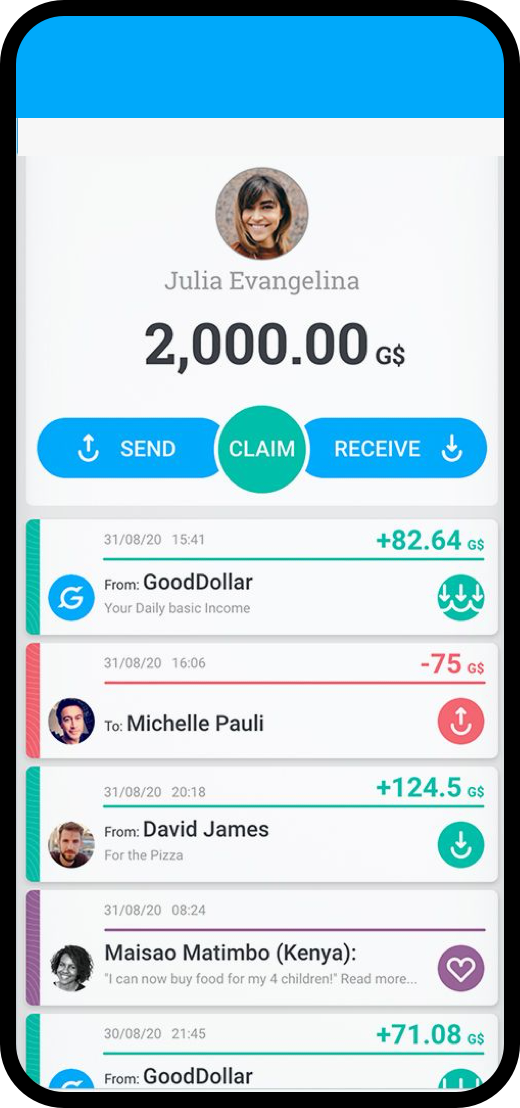 Julia Evangelina
2,000.00 G$
SEND CLAIM RECEIVE
31/08/20 15:41 +82.64 G$
From: GoodDollar
Your Daily basic Income
31/08/20 16:06 -75 G$
To: Michelle Pauli
31/08/20 20:18 +124.5 G$
From: David James
For the Pizza
31/08/20 08:24
Maisao Matimbo (Kenya):
"I can now buy food for my 4 children!" Read more...
30/08/20 21:45 +71.08 G$
From: GoodDollar